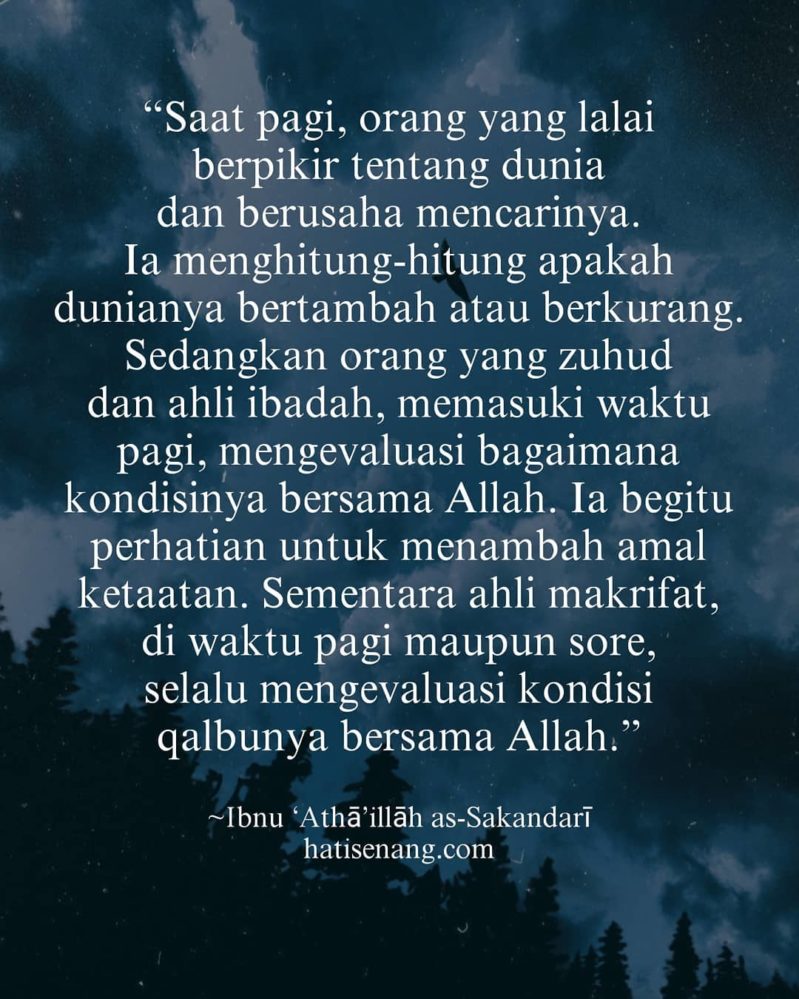 “Saat pagi, orang yang lalai
berpikir tentang dunia
dan berusaha mencarinya.
Ia menghitung-hitung apakah
dunianya bertambah atau berkurang.
Sedangkan orang yang zuhud
dan ahli ibadah, memasuki waktu
pagi, mengevaluasi bagaimana
kondisinya bersama Allah. Ia begitu
perhatian untuk menambah amal
ketaatan. Sementara ahli makrifat,
di waktu pagi maupun sore,
selalu mengevaluasi kondisi
qalbunya bersama Allah.”
~Ibnu ‘Athā’illāh as-Sakandarī
hatisenang.com